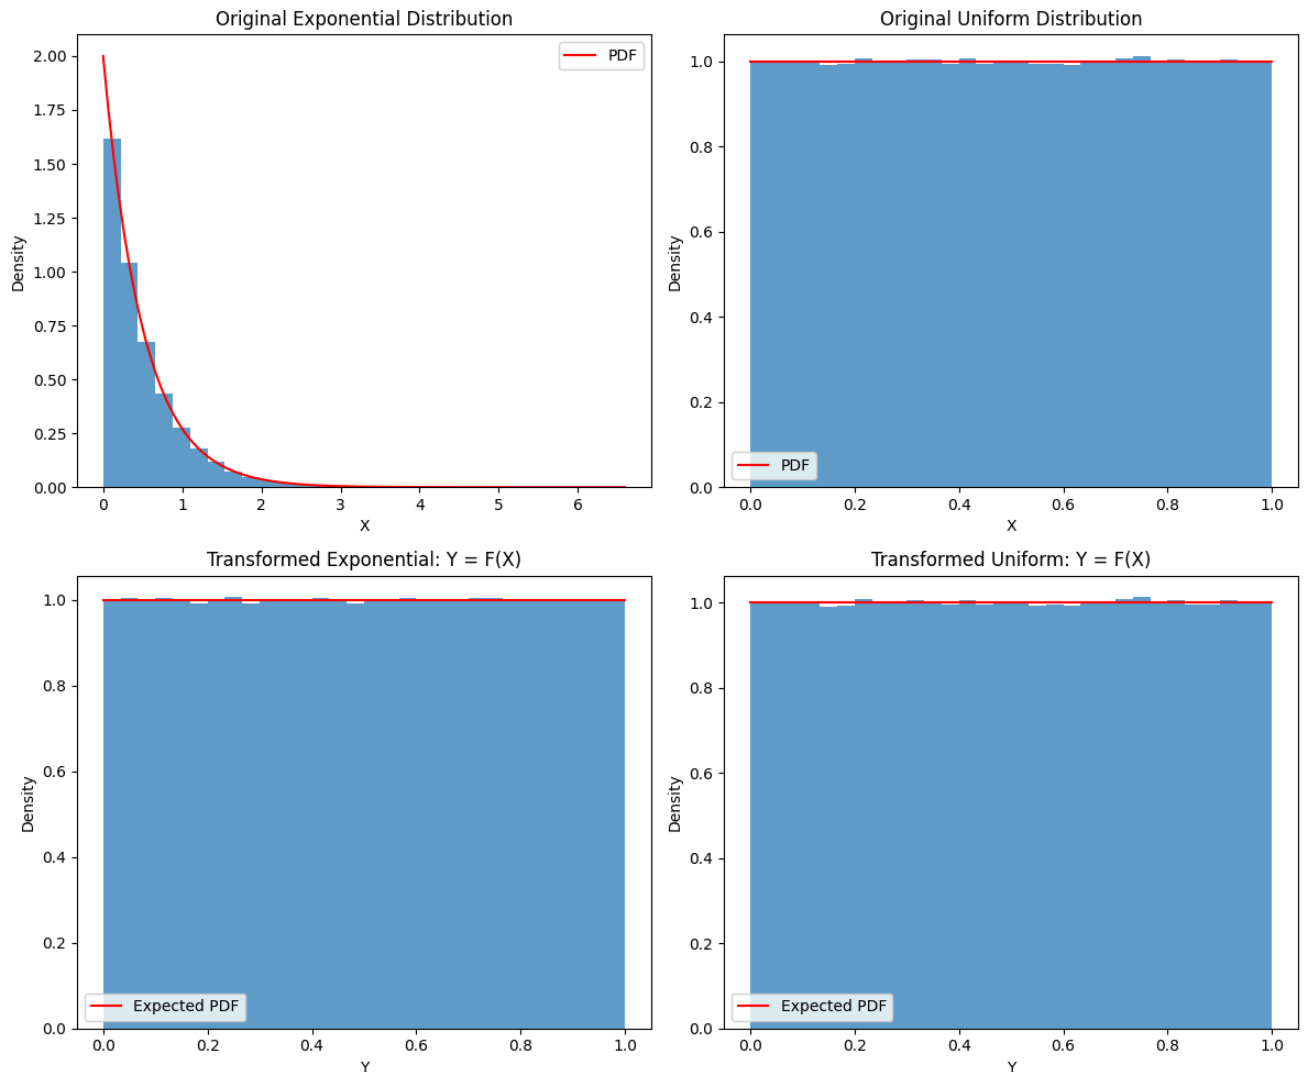 Original Exponential Distribution
2.00
1.75
1.50
1.25
1.00
0.75
0.50
0.25
0.00
Density
PDF
0 1 2 3 4 5 6
X
Original Uniform Distribution
1.0
0.8
0.6
0.4
0.2
0.0
Density
PDF
0.0 0.2 0.4 0.6 0.8 1.0
X
Transformed Exponential: Y = F(X)
1.0
0.8
0.6
0.4
0.2
0.0
Density
Expected PDF
0.0 0.2 0.4 0.6 0.8 1.0
Y
Transformed Uniform: Y = F(X)
1.0
0.8
0.6
0.4
0.2
0.0
Density
Expected PDF
0.0 0.2 0.4 0.6 0.8 1.0
Y